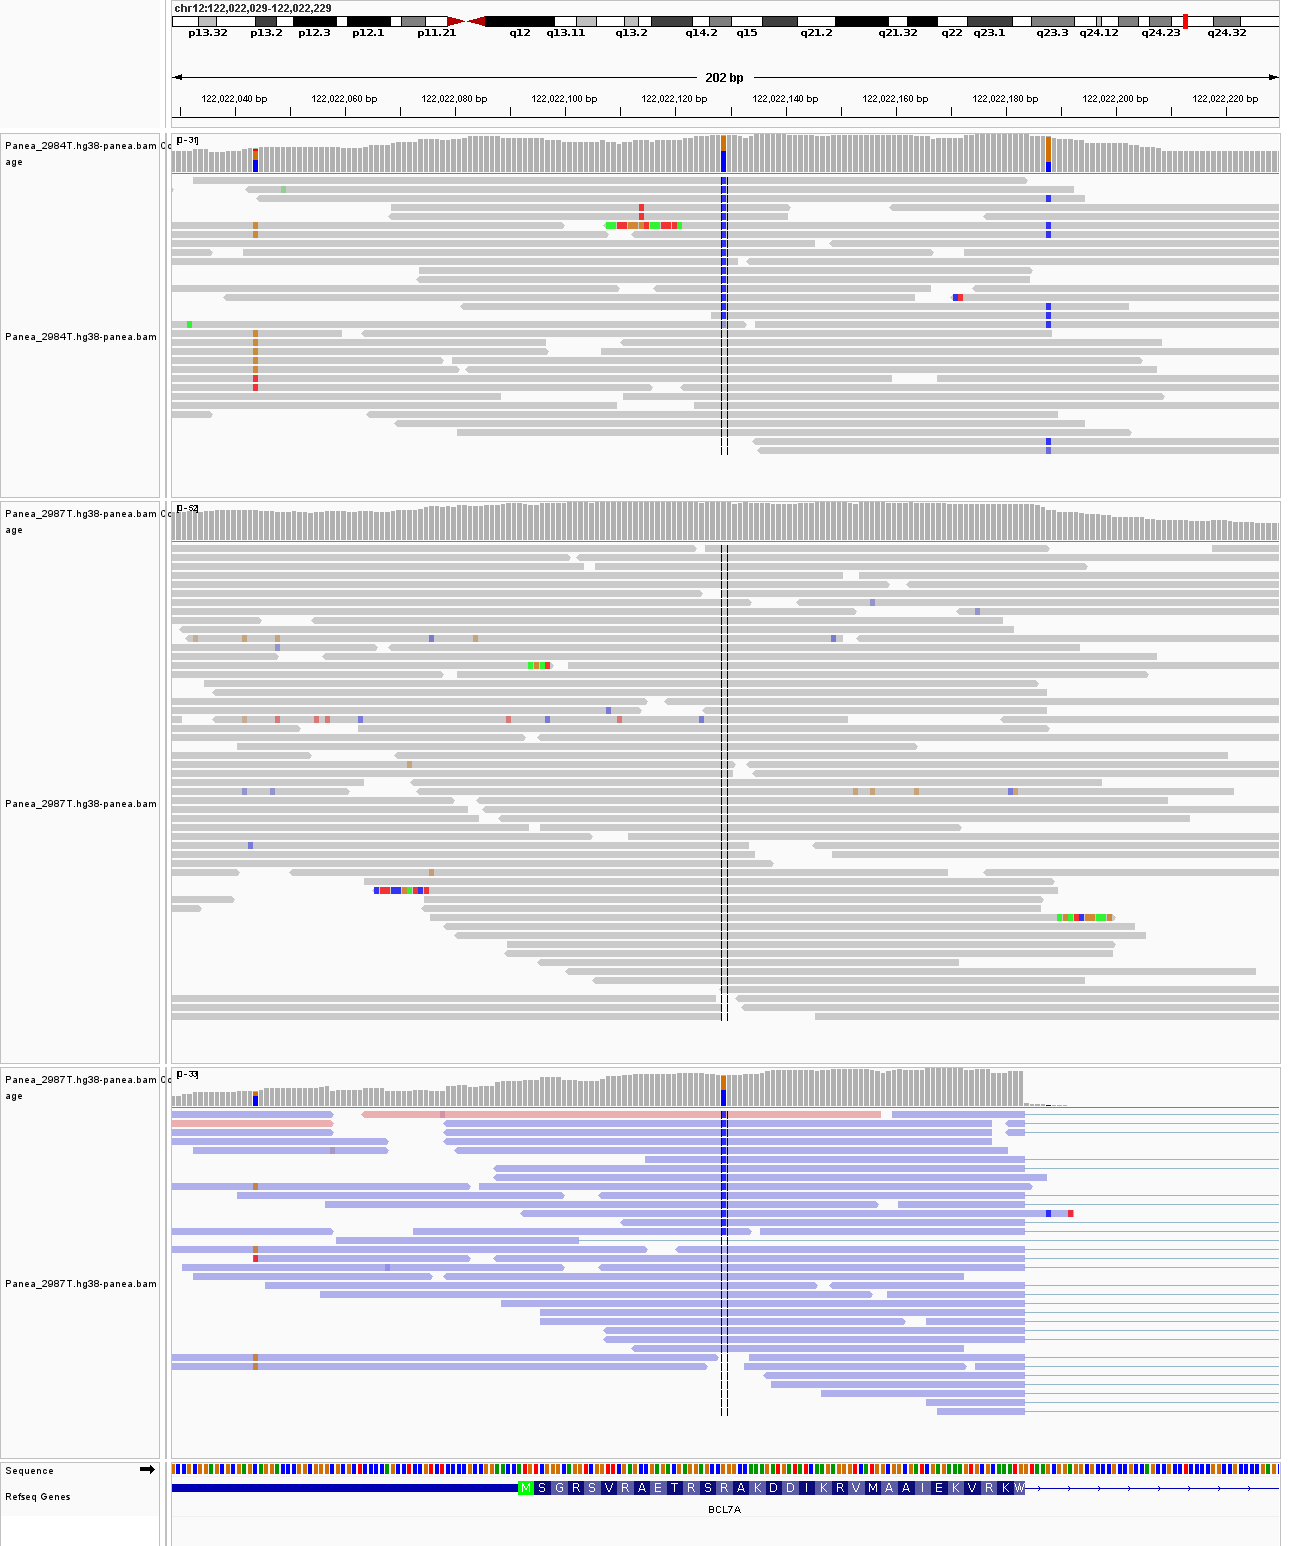 chr12:122,022,029-122,022,229
p13.32 p13.2 p12.3 p12.1 p11.21 q12 q13.11 q13.2 q14.2 q15 q21.2 q21.32 q22 q23.1 q23.3 q24.12 q24.23 q24.32
202 bp
122,022,040 bp 122,022,060 bp 122,022,080 bp 122,022,100 bp 122,022,120 bp 122,022,140 bp 122,022,160 bp 122,022,180 bp 122,022,200 bp 122,022,220 bp
Panea_2984T.hg38-panea.bam Co
age
[0-31]
Panea_2984T.hg38-panea.bam
Panea_2987T.hg38-panea.bam Co
age
[0-52]
Panea_2987T.hg38-panea.bam
Panea_2987T.hg38-panea.bam Co
age
[0-33]
Panea_2987T.hg38-panea.bam
Sequence
Refseq Genes
M S G R S V R A E T R S R A K D D I K R V M A A I E K V R K W
BCL7A